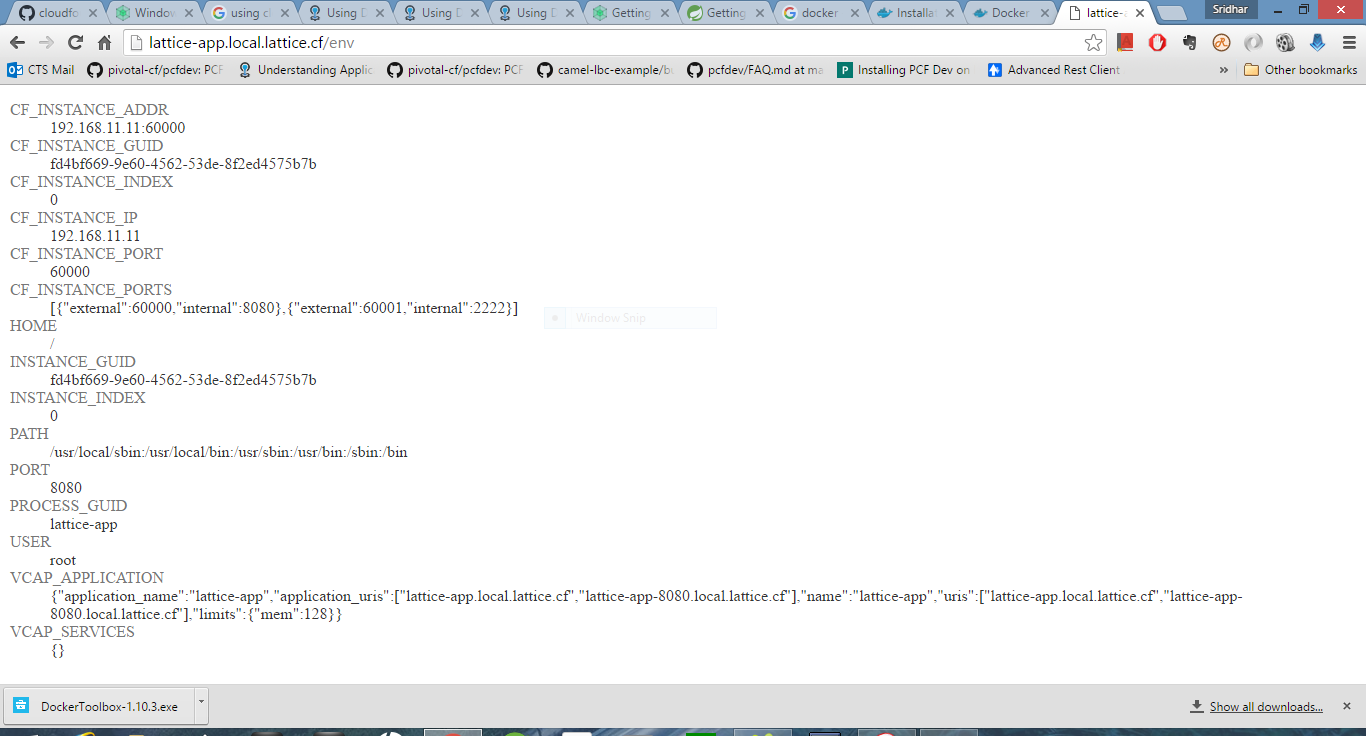 cloudfo
Window
using cl
Using D
Using D
Using D
Getting
Getting
docker
Installat
Docker
lattice-a
Sridhar
lattice-app.local.lattice.cf/env
CTS Mail
pivotal-cf/pcfdev: PCF
Understanding Applic
pivotal-cf/pcfdev: PCF
camel-lbc-example/bu
pcfdev/FAQ.md at ma
Installing PCF Dev on
Advanced Rest Client
»
Other bookmarks
CF_INSTANCE_ADDR
192.168.11.11:60000
CF_INSTANCE_GUID
fd4bf669-9e60-4562-53de-8f2ed4575b7b
CF_INSTANCE_INDEX
0
CF_INSTANCE_IP
192.168.11.11
CF_INSTANCE_PORT
60000
CF_INSTANCE_PORTS
[{"external":60000,"internal":8080},{"external":60001,"internal":2222}]
Window Snip
HOME
/
INSTANCE_GUID
fd4bf669-9e60-4562-53de-8f2ed4575b7b
INSTANCE_INDEX
0
PATH
/usr/local/sbin:/usr/local/bin:/usr/sbin:/usr/bin:/sbin:/bin
PORT
8080
PROCESS_GUID
lattice-app
USER
root
VCAP_APPLICATION
{"application_name":"lattice-app","application_uris":["lattice-app.local.lattice.cf","lattice-app-8080.local.lattice.cf"],"name":"lattice-app","uris":["lattice-app.local.lattice.cf","lattice-app-
8080.local.lattice.cf"],"limits":{"mem":128}}
VCAP_SERVICES
{}
DockerToolbox-1.10.3.exe
Show all downloads...